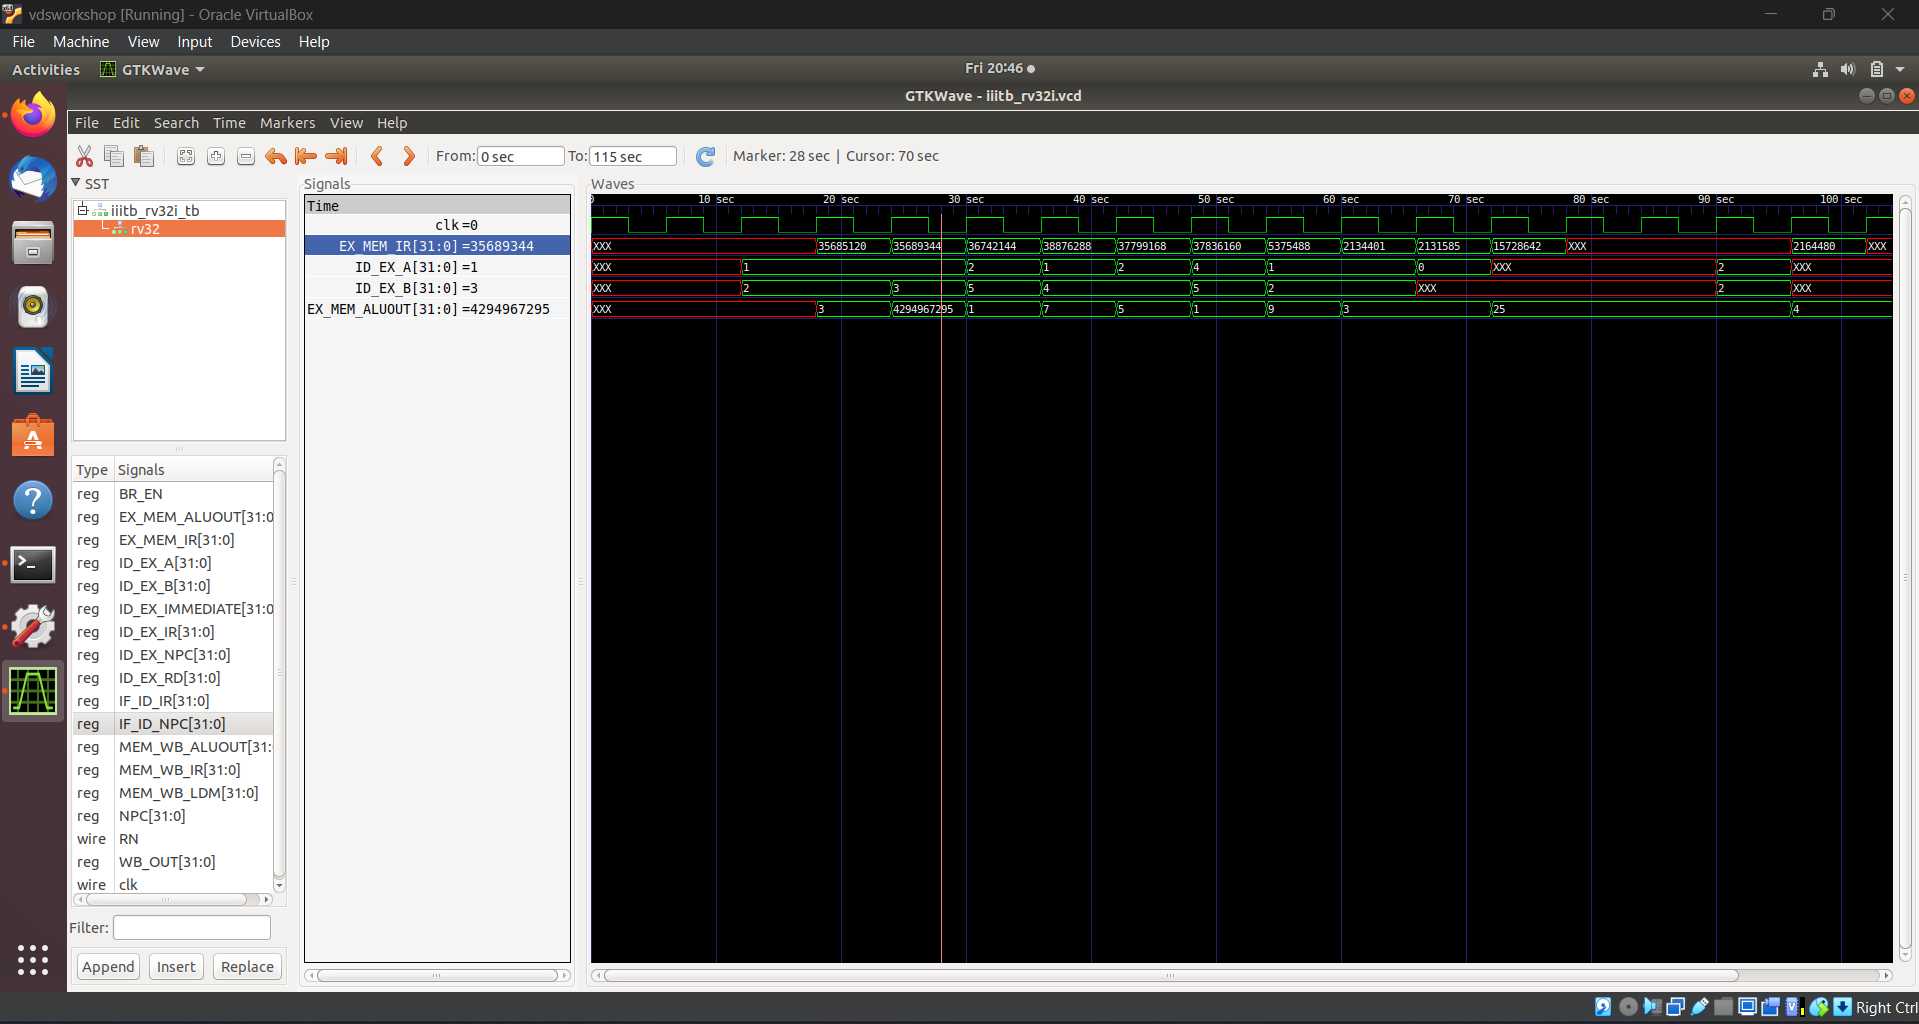 vdsworkshop [Running] - Oracle VirtualBox
File Machine View Input Devices Help
Activities GTKWave Fri 20:46
GTKWave - iiitb_rv32i.vcd
File Edit Search Time Markers View Help
From: 0 sec To: 115 sec Marker: 28 sec | Cursor: 70 sec
SST
iiitb_rv32i_tb
rv32
Type Signals
reg BR_EN
reg EX_MEM_ALUOUT[31:0
reg EX_MEM_IR[31:0]
reg ID_EX_A[31:0]
reg ID_EX_B[31:0]
reg ID_EX_IMMEDIATE[31:0
reg ID_EX_IR[31:0]
reg ID_EX_NPC[31:0]
reg ID_EX_RD[31:0]
reg IF_ID_IR[31:0]
reg IF_ID_NPC[31:0]
reg MEM_WB_ALUOUT[31:
reg MEM_WB_IR[31:0]
reg MEM_WB_LDM[31:0]
reg NPC[31:0]
wire RN
reg WB_OUT[31:0]
wire clk
Filter:
Append Insert Replace
Signals
Time
clk=0
EX_MEM_IR[31:0] =35689344
ID_EX_A[31:0] =1
ID_EX_B[31:0] =3
EX_MEM_ALUOUT[31:0] =4294967295
Waves
0 10 sec 20 sec 30 sec 40 sec 50 sec 60 sec 70 sec 80 sec 90 sec 100 sec
XXX 35685120 35689344 36742144 38876288 37799168 37836160 5375488 2134401 2131585 15728642 XXX 2164480 XXX
XXX 1 2 1 2 4 1 0 XXX 2 XXX
XXX 2 3 5 4 5 2 XXX 2 XXX
XXX 3 4294967295 1 7 5 1 9 3 25 4
Right Ctrl